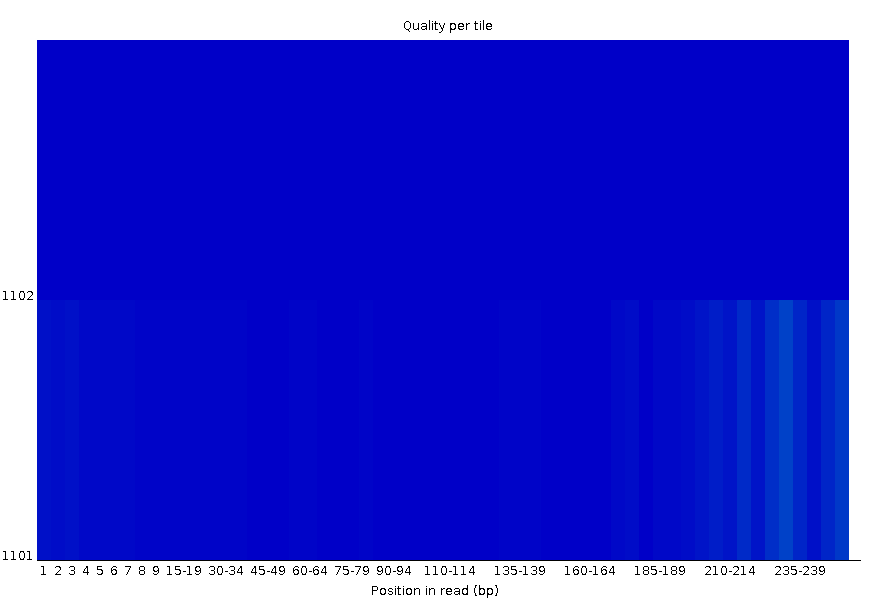 Quality per tile
1102
1101
1 2 3 4 5 6 7 8 9 15-19 30-34 45-49 60-64 75-79 90-94 110-114 135-139 160-164 185-189 210-214 235-239
Position in read (bp)